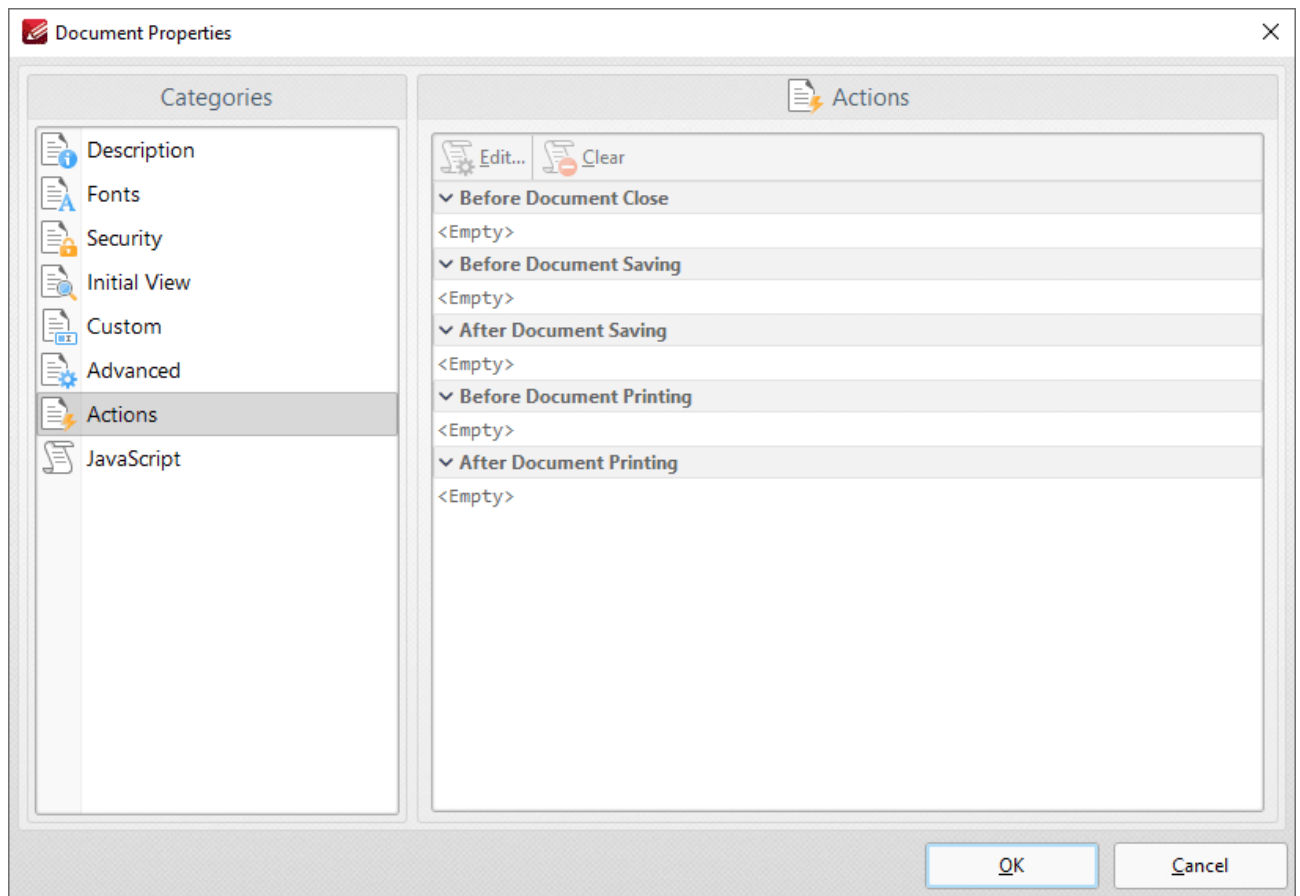 Document Properties
Categories
Description
Fonts
Security
Initial View
Custom
Advanced
Actions
JavaScript
Actions
Edit... Clear
Before Document Close
<Empty>
Before Document Saving
<Empty>
After Document Saving
<Empty>
Before Document Printing
<Empty>
After Document Printing
<Empty>
OK Cancel